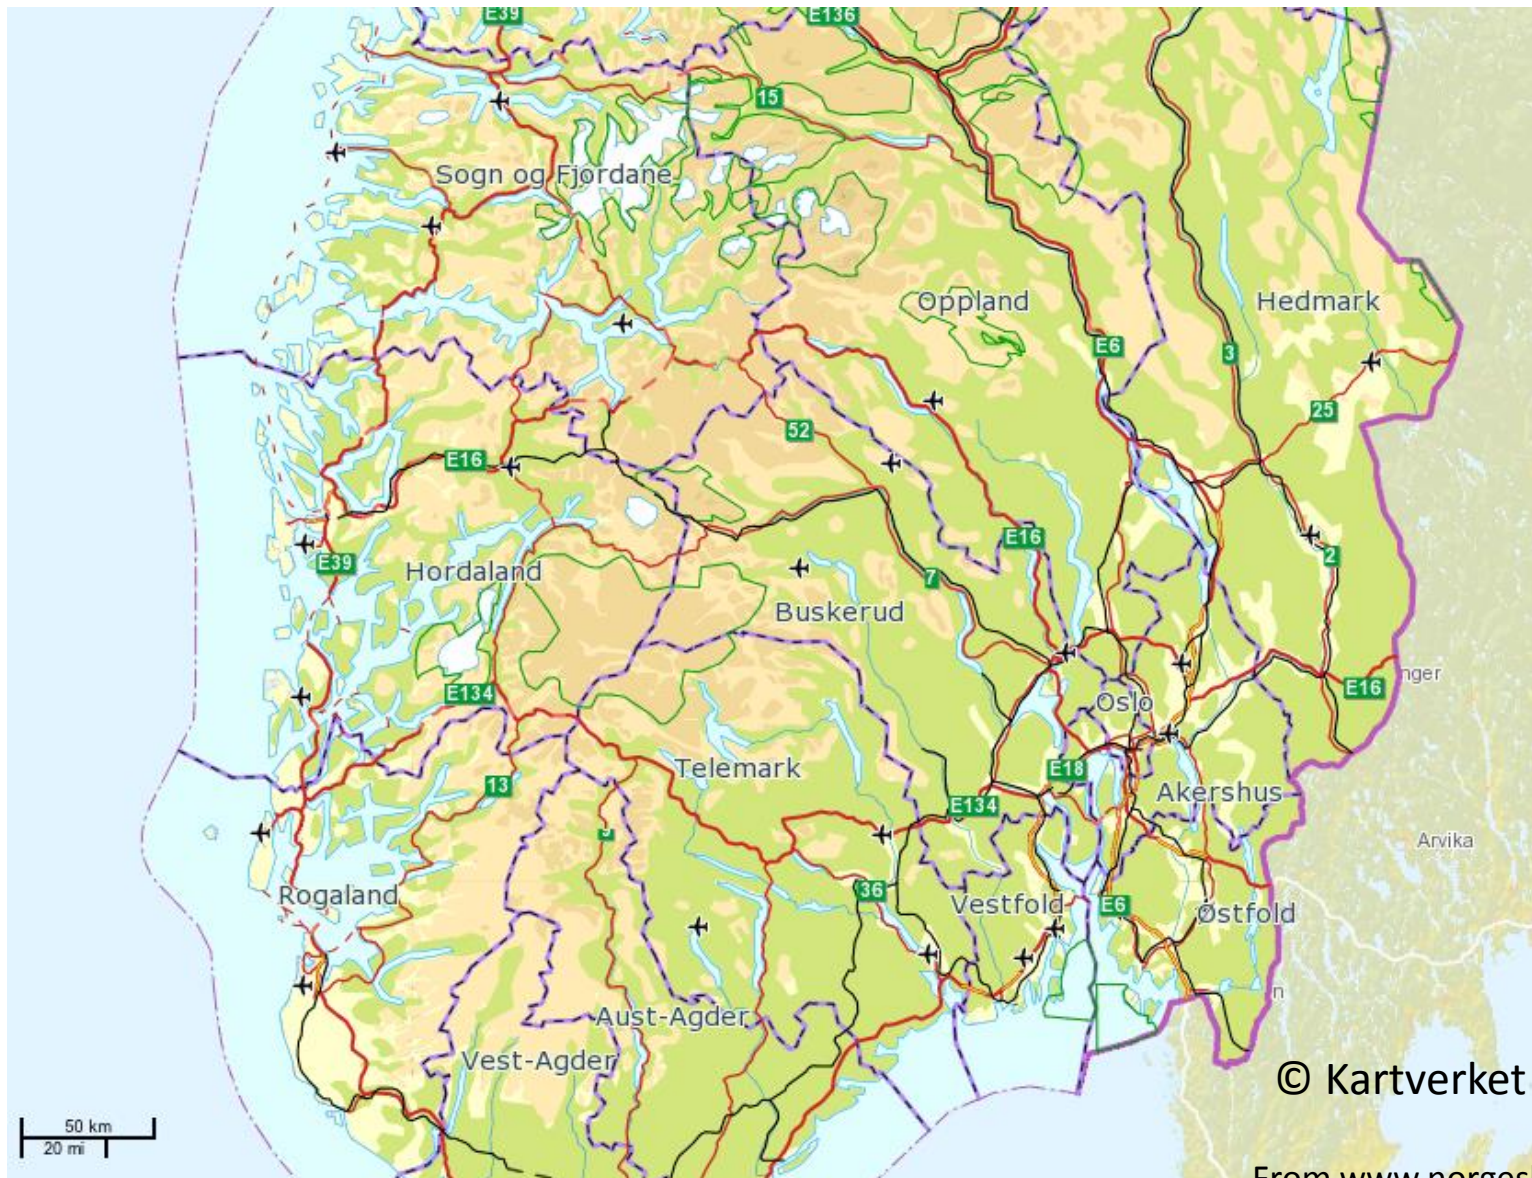 E39
E136
15
Sogn og Fjordane
Oppland
Hedmark
E6
3
25
52
E16
E39
Hordaland
E16
7
2
Buskerud
E134
E16
nger
Oslo
Telemark
E18
13
E134
Akershus
Arvika
36
Rogaland
Vestfold
E6
Østfold
n
Aust-Agder
Vest-Agder
© Kartverket
50 km
20 mi